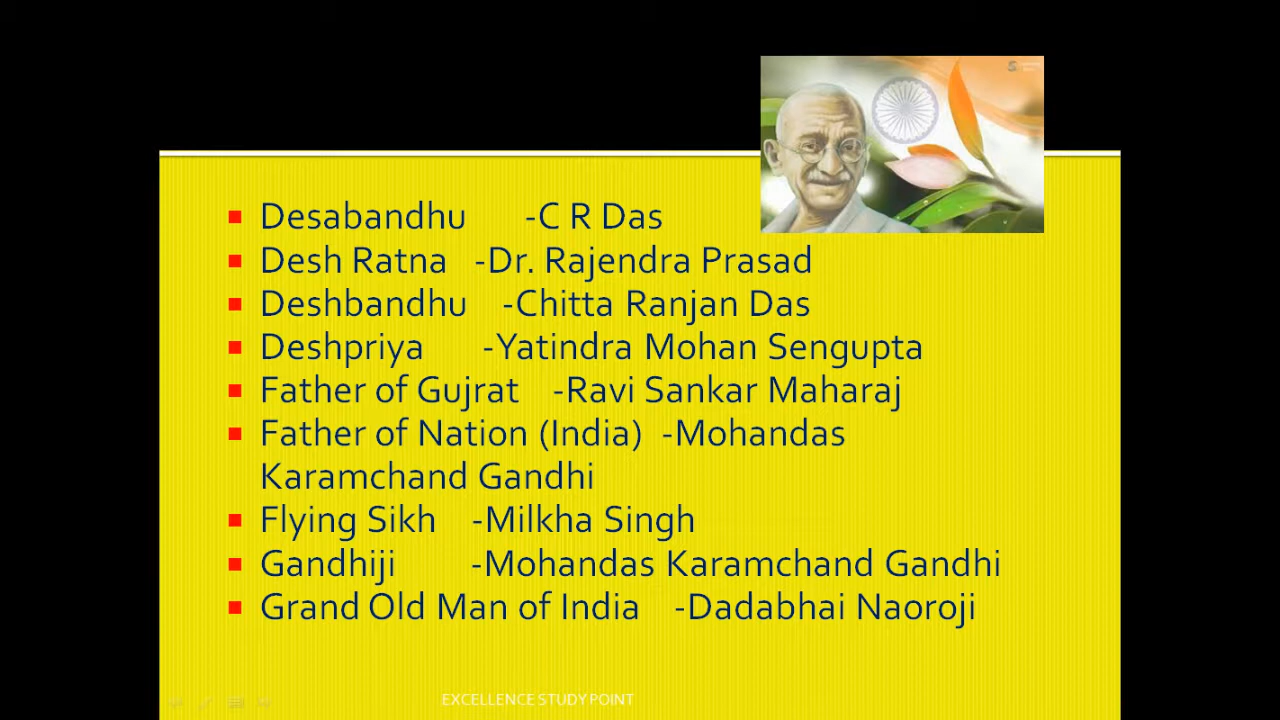 Desabandhu -C R Das
Desh Ratna -Dr. Rajendra Prasad
Deshbandhu -Chitta Ranjan Das
Deshpriya -Yatindra Mohan Sengupta
Father of Gujrat -Ravi Sankar Maharaj
Father of Nation (India) -Mohandas
Karamchand Gandhi
Flying Sikh -Milkha Singh
Gandhiji -Mohandas Karamchand Gandhi
Grand Old Man of India -Dadabhai Naoroji
EXCELLENCE STUDY POINT